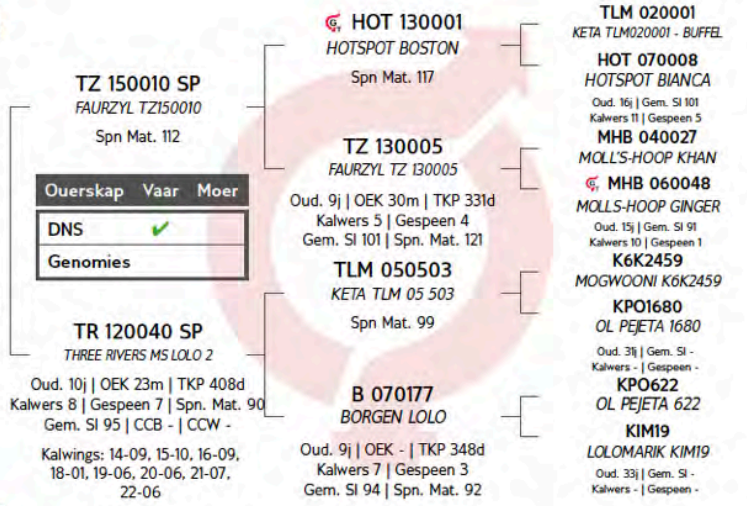 TZ 150010 SP
FAURZYL TZ150010
Spn Mat. 112
Ouerskap Vaar Moer
DNS ✔
Genomies
TR 120040 SP
THREE RIVERS MS LOLO 2
Oud. 10j | OEK 23m | TKP 408d
Kalwers 8 | Gespeen 7 | Spn. Mat. 90
Gem. SI 95 | CCB - | CCW -
Kalwings: 14-09, 15-10, 16-09,
18-01, 19-06, 20-06, 21-07,
22-06
HOT 130001
HOTSPOT BOSTON
Spn Mat. 117
TZ 130005
FAURZYL TZ 130005
Oud. 9j | OEK 30m | TKP 331d
Kalwers 5 | Gespeen 4
Gem. SI 101 | Spn. Mat. 121
TLM 050503
KETA TLM 05 503
Spn Mat. 99
B 070177
BORGEN LOLO
Oud. 9j | OEK - | TKP 348d
Kalwers 7 | Gespeen 3
Gem. SI 94 | Spn. Mat. 92
TLM 020001
KETA TLM020001 - BUFFEL
HOT 070008
HOTSPOT BIANCA
Oud. 16j | Gem. SI 101
Kalwers 11 | Gespeen 5
MHB 040027
MOLL'S-HOOP KHAN
MHB 060048
MOLLS-HOOP GINGER
Oud. 15j | Gem. SI 91
Kalwers 10 | Gespeen 1
K6K2459
MOGWOONI K6K2459
KPO1680
OL PEJETA 1680
Oud. 31j | Gem. SI -
Kalwers - | Gespeen -
KPO622
OL PEJETA 622
KIM19
LOLOMARIK KIM19
Oud. 33j | Gem. SI -
Kalwers - | Gespeen -